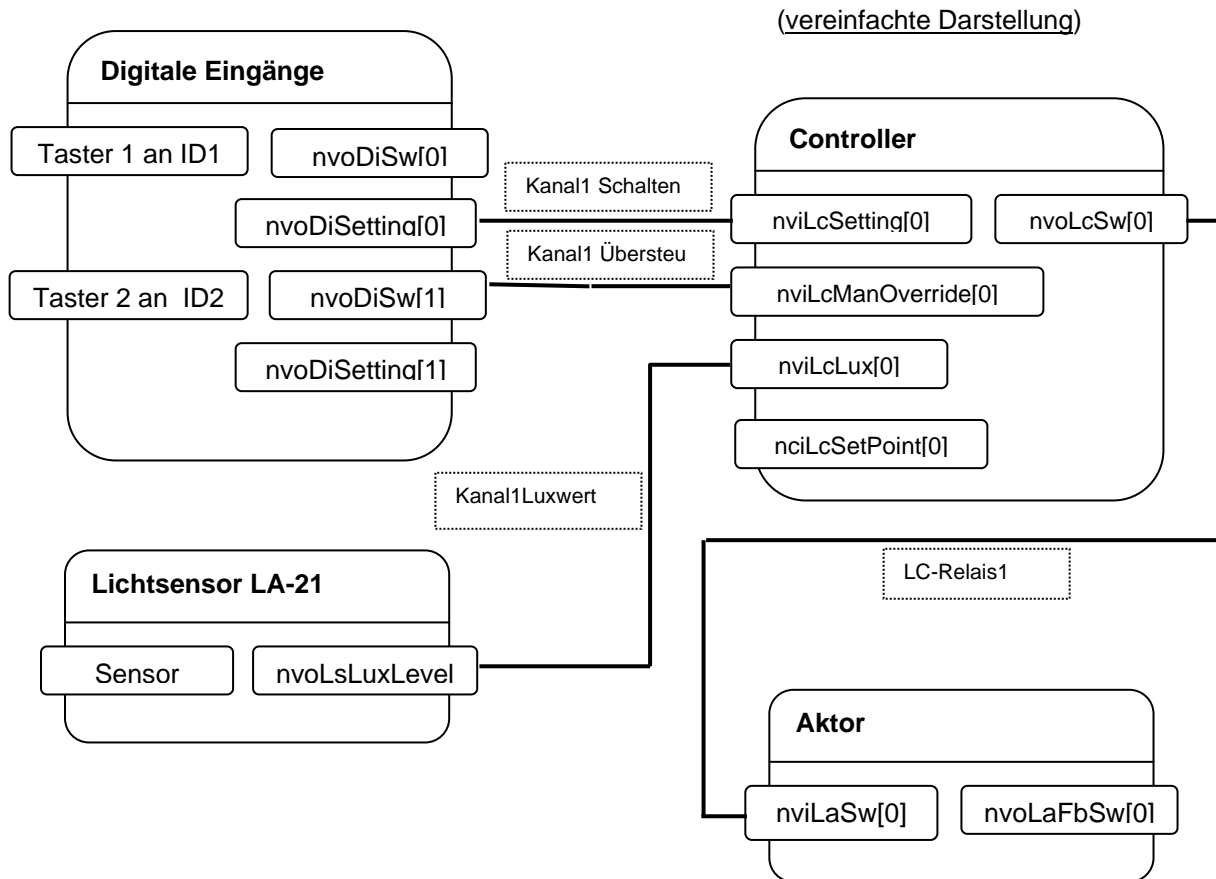 (vereinfachte Darstellung)
Digitale Eingänge
Taster 1 an ID1
nvoDiSw[0]
nvoDiSetting[0]
Taster 2 an ID2
nvoDiSw[1]
nvoDiSetting[1]
Kanal1 Schalten
Kanal1 Übersteu
Controller
nviLcSetting[0]
nvoLcSw[0]
nviLcManOverride[0]
nviLcLux[0]
nciLcSetPoint[0]
Kanal1Luxwert
LC-Relais1
Lichtsensor LA-21
Sensor
nvoLsLuxLevel
Aktor
nviLaSw[0]
nvoLaFbSw[0]